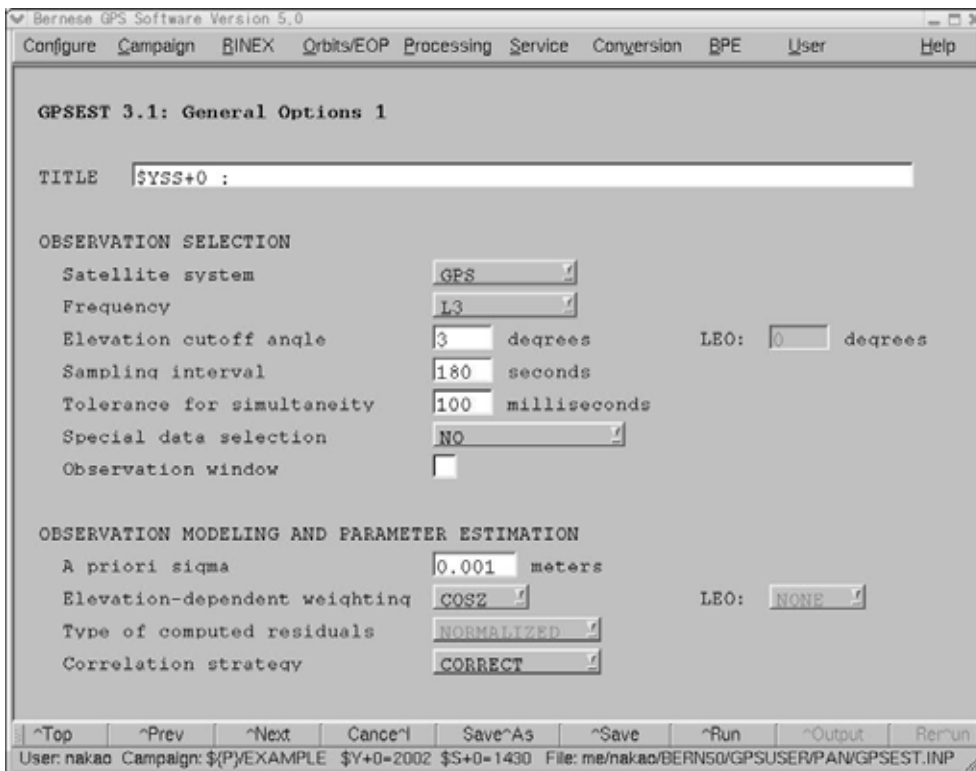 Bernese GPS Software Version 5.0
Configure Campaign RINEX Orbits/EOP Processing Service Conversion BPE User Help
GPSEST 3.1: General Options 1
TITLE $YSS+0 :
OBSERVATION SELECTION
Satellite system GPS
Frequency L3
Elevation cutoff angle 3 degrees LEO: 0 degrees
Sampling interval 180 seconds
Tolerance for simultaneity 100 milliseconds
Special data selection NO
Observation window
OBSERVATION MODELING AND PARAMETER ESTIMATION
A priori sigma 0.001 meters
Elevation-dependent weighting COSZ LEO: NONE
Type of computed residuals NORMALIZED
Correlation strategy CORRECT
^Top ^Prev ^Next Cance^l Save^As ^Save ^Run ^Output Rer^un
User: nakao Campaign: ${P}/EXAMPLE $Y+0=2002 $S+0=1430 File: me/nakao/BERN50/GPSUSER/PAN/GPSEST.INP